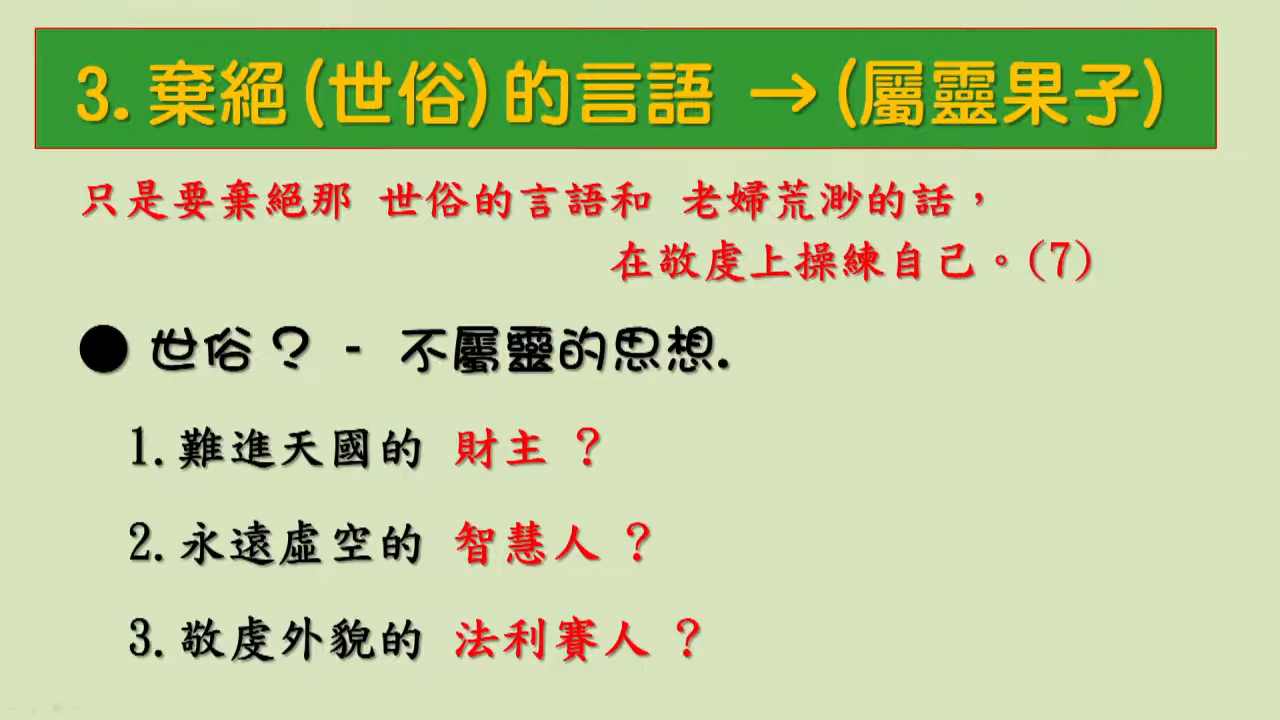 3.棄絕(世俗)的言語 →(屬靈果子)
只是要棄絕那 世俗的言語和 老婦荒渺的話，
在敬虔上操練自己。(7)
● 世俗? - 不屬靈的思想.
1.難進天國的 財主 ?
2.永遠虛空的 智慧人 ?
3.敬虔外貌的 法利賽人 ?